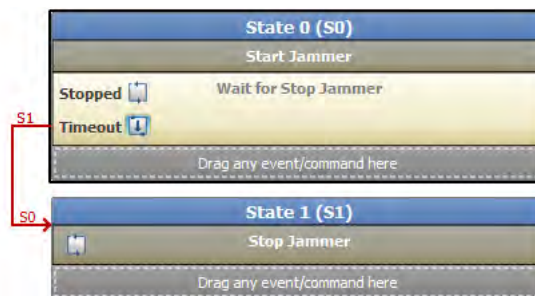 State 0 (S0)
Start Jammer
Stopped
Wait for Stop Jammer
S1
Timeout
Drag any event/command here
State 1 (S1)
S0
Stop Jammer
Drag any event/command here